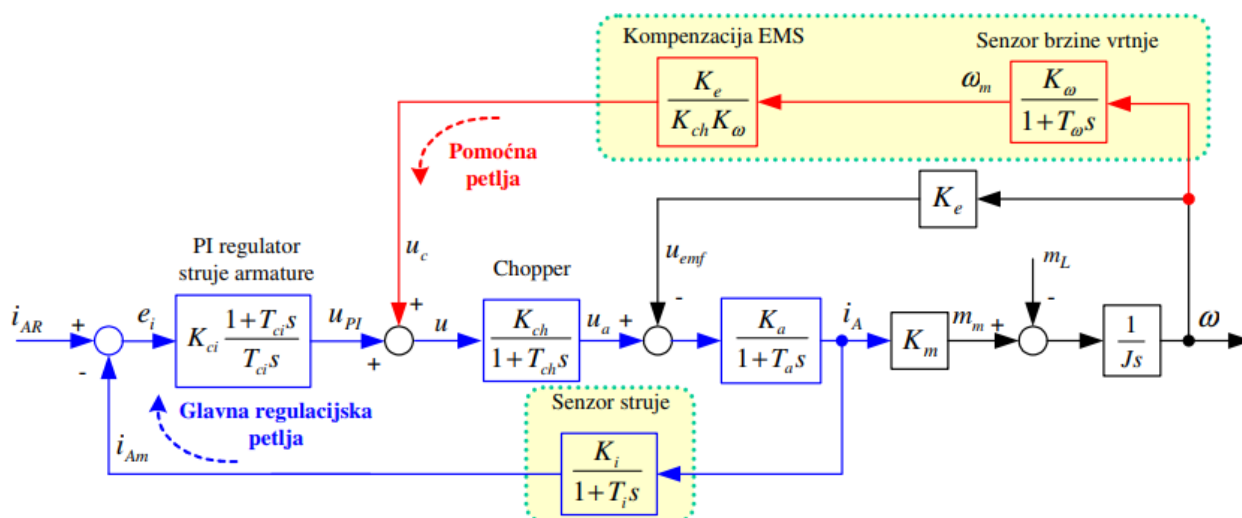 Kompenzacija EMS
Senzor brzine vrtnje
K_e
K_ch K_ω
ω_m
K_ω
1+T_ω s
Pomoćna
petlja
K_e
PI regulator
struje armature
u_c
Chopper
u_emf
m_L
i_AR
+
-
e_i
K_ci
1+T_ci s
T_ci s
u_PI
+
+
u
K_ch
1+T_ch s
u_a
+
-
K_a
1+T_a s
i_A
K_m
m_m
+
-
1
Js
ω
Glavna regulacijska
petlja
Senzor struje
i_Am
K_i
1+T_i s